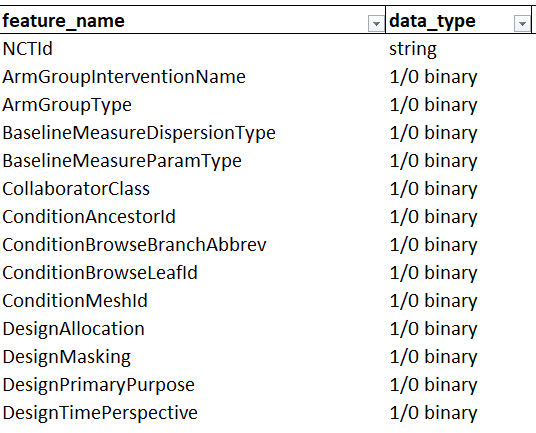 feature_name data_type
NCTId string
ArmGroupInterventionName 1/0 binary
ArmGroupType 1/0 binary
BaselineMeasureDispersionType 1/0 binary
BaselineMeasureParamType 1/0 binary
CollaboratorClass 1/0 binary
ConditionAncestorId 1/0 binary
ConditionBrowseBranchAbbrev 1/0 binary
ConditionBrowseLeafId 1/0 binary
ConditionMeshId 1/0 binary
DesignAllocation 1/0 binary
DesignMasking 1/0 binary
DesignPrimaryPurpose 1/0 binary
DesignTimePerspective 1/0 binary